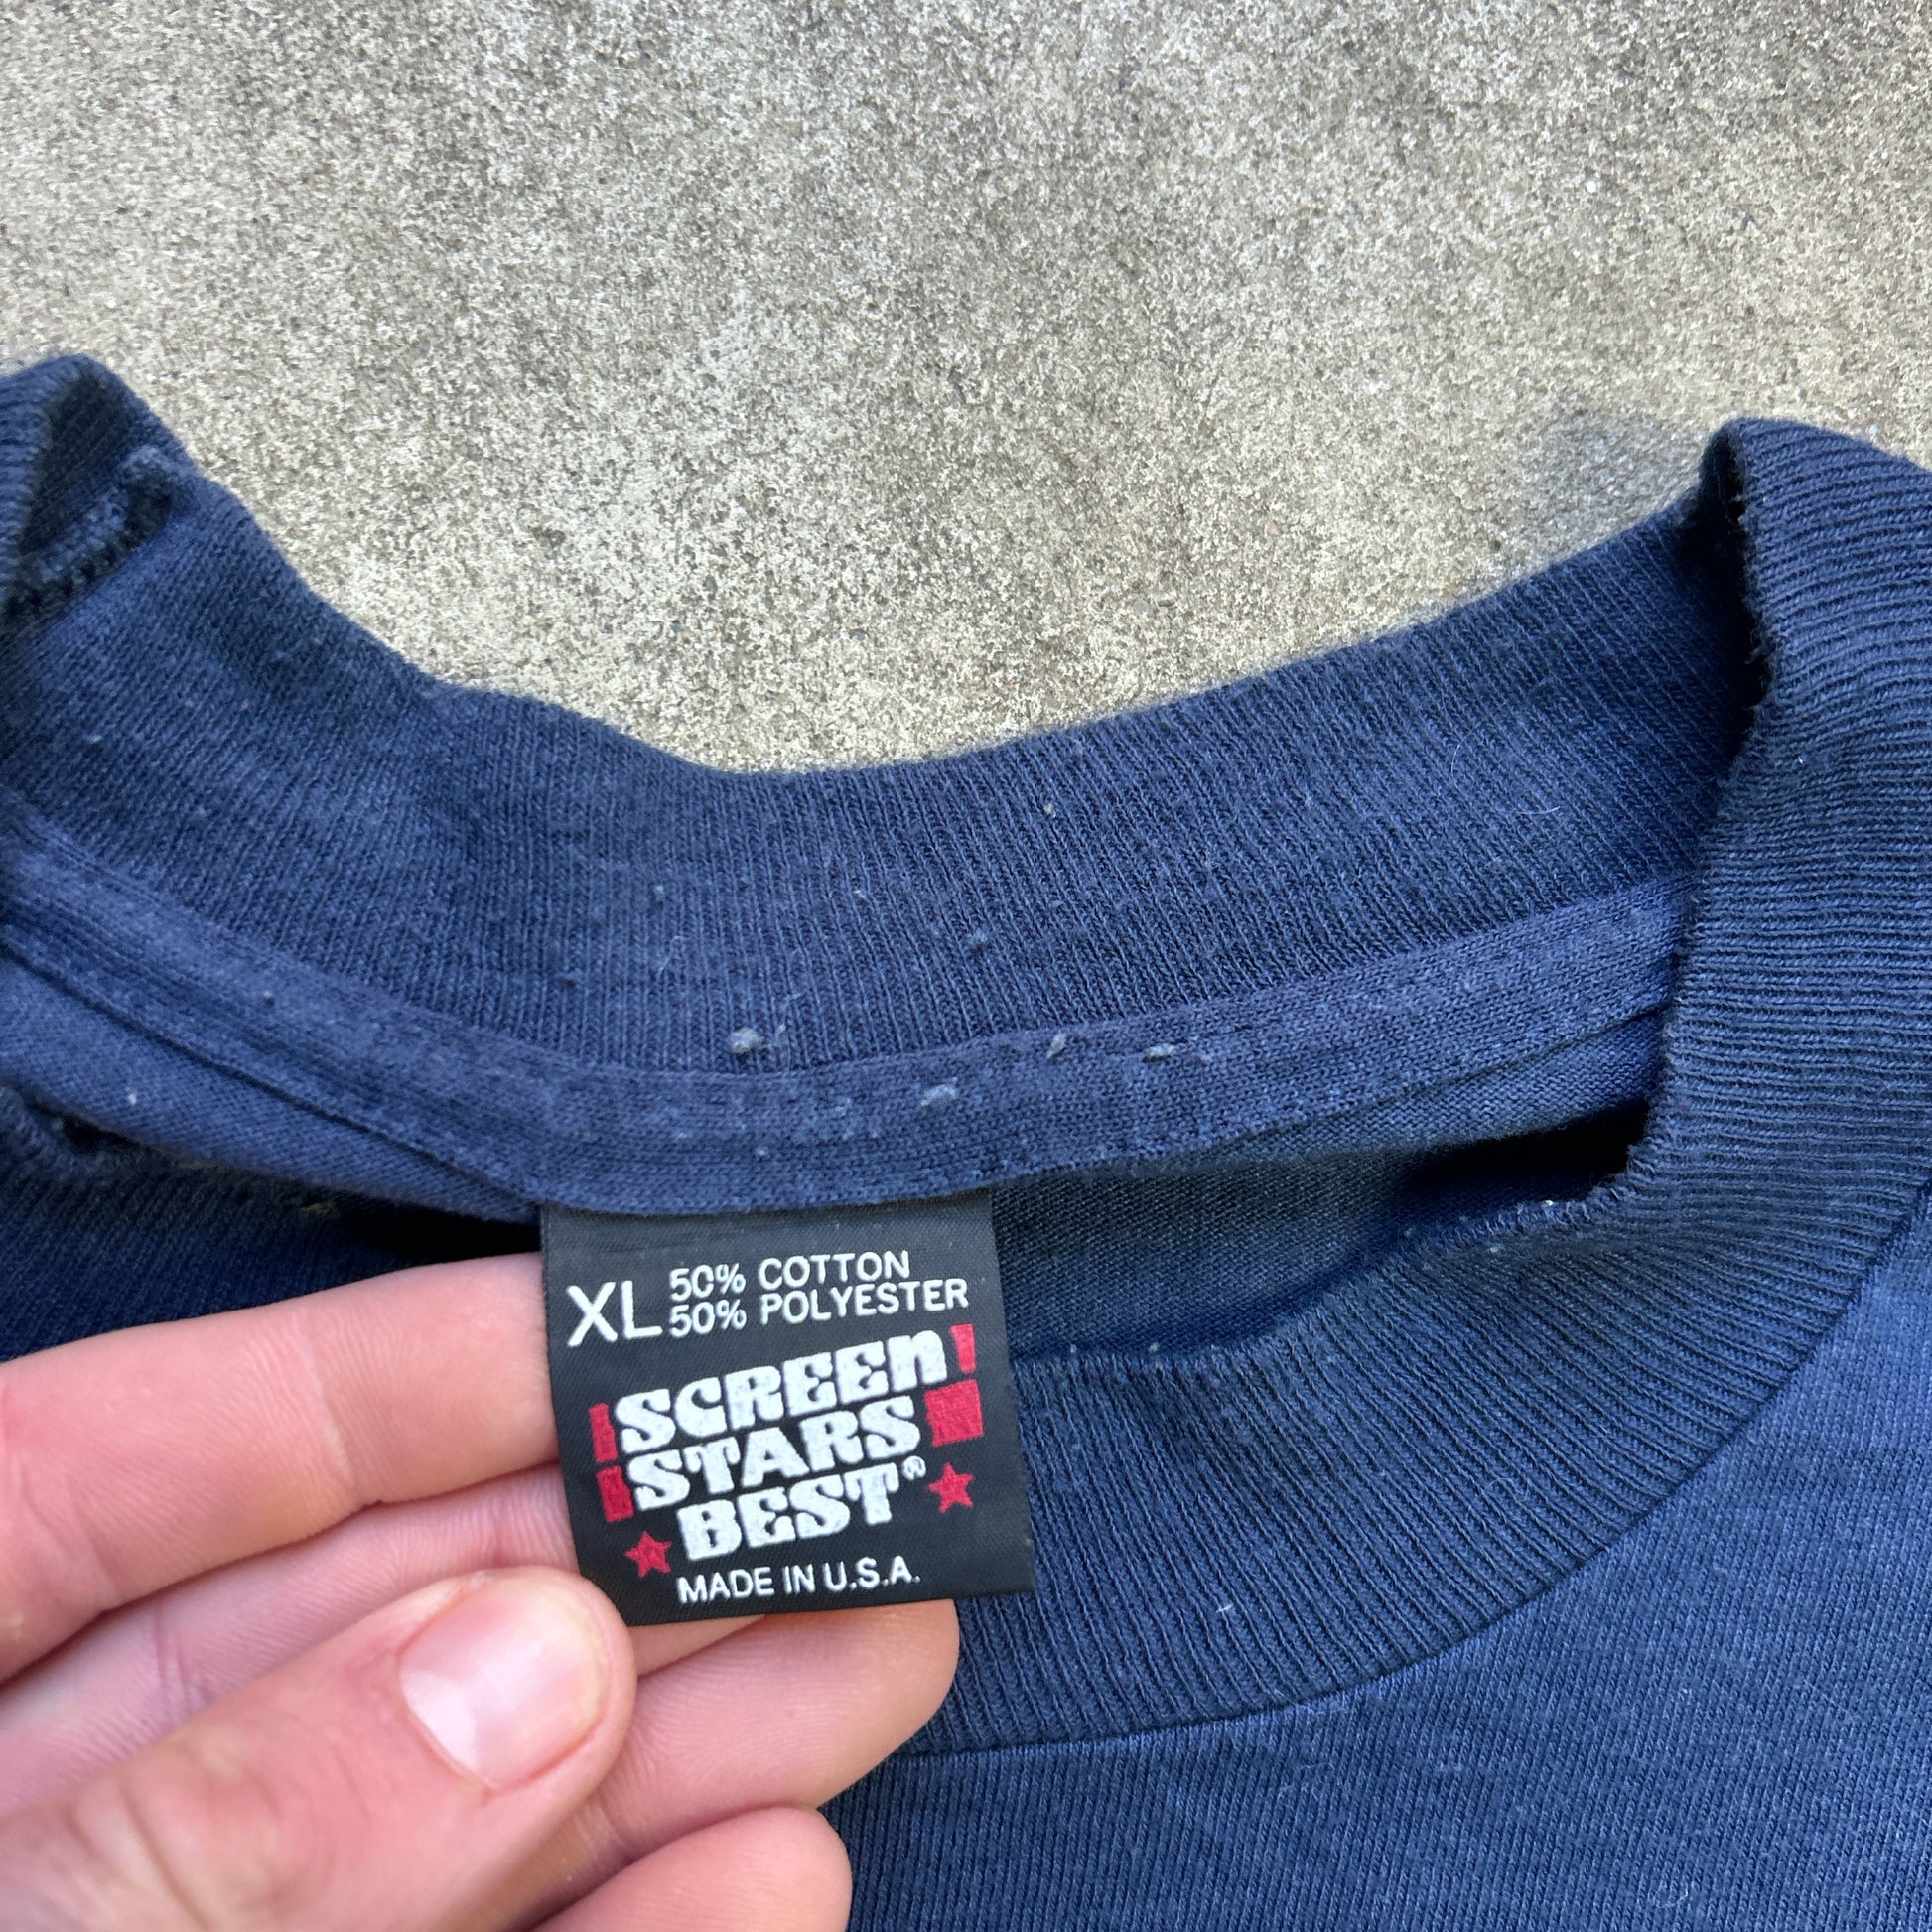 XL 50% COTTON
50% POLYESTER
SCREEN
STARS
BEST®
MADE IN U.S.A.